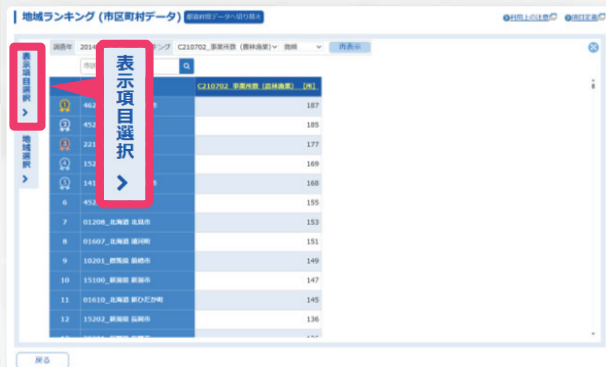 地域ランキング (市区町村データ)
都道府県データへ切り替え
利用上の注意
項目定義
調査年 2014
キング C210702_事業所数 (農林漁業) 降順 再表示
表示項目選択
地域選択
表示項目選択
C210702_事業所数 (農林漁業) [所]
187
185
177
169
160
6 452 155
7 01208_北海道 北見市 153
8 01607_北海道 浦河町 151
9 10201_群馬県 前橋市 149
10 15100_新潟県 新潟市 147
11 01610_北海道 新ひだか町 145
12 15202_新潟県 長岡市 136
戻る